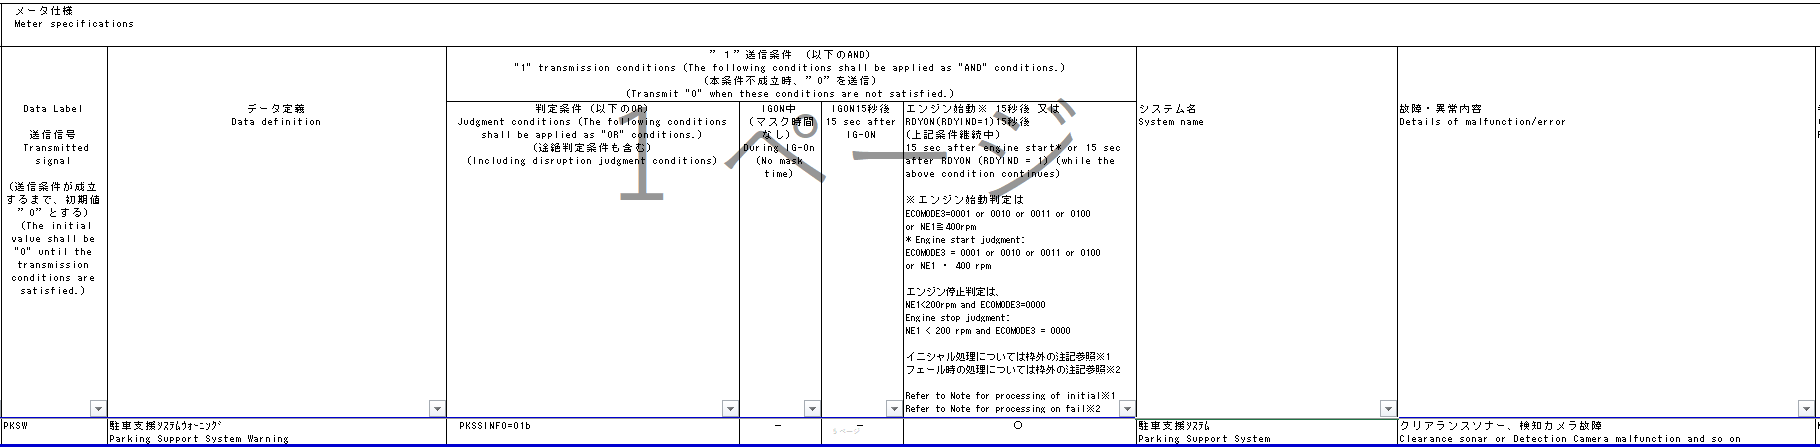 メータ仕様
Meter specifications
Data Label
送信信号
Transmitted
signal
(送信条件が成立
するまで、初期値
"0"とする)
(The initial
value shall be
"0" until the
transmission
conditions are
satisfied.)
データ定義
Data definition
"1"送信条件 (以下のAND)
"1" transmission conditions (The following conditions shall be applied as "AND" conditions.)
(本条件不成立時、"0"を送信)
(Transmit "0" when these conditions are not satisfied.)
判定条件 (以下のOR)
Judgment conditions (The following conditions
shall be applied as "OR" conditions.)
(途絶判定条件も含む)
(Including disruption judgment conditions)
IGON中
(マスク時間
なし)
During IG-On
(No mask
time)
IGON15秒後
15 sec after
IG-ON
エンジン始動※ 15秒後 又は
RDYON(RDYIND=1)15秒後
(上記条件継続中)
15 sec after engine start* or 15 sec
after RDYON (RDYIND = 1) (while the
above condition continues)
※エンジン始動判定は
ECOMODE3=0001 or 0010 or 0011 or 0100
or NE1≧400rpm
* Engine start judgment:
ECOMODE3 = 0001 or 0010 or 0011 or 0100
or NE1 ・ 400 rpm
エンジン停止判定は、
NE1<200rpm and ECOMODE3=0000
Engine stop judgment:
NE1 < 200 rpm and ECOMODE3 = 0000
イニシャル処理については枠外の注記参照※1
フェール時の処理については枠外の注記参照※2
Refer to Note for processing of initial※1
Refer to Note for processing on fail※2
システム名
System name
故障・異常内容
Details of malfunction/error
1 ページ
PKSW
駐車支援ｼｽﾃﾑｳｫｰﾆﾝｸﾞ
Parking Support System Warning
PKSSINFO=01b
－
－
○
駐車支援ｼｽﾃﾑ
Parking Support System
クリアランスソナー、検知カメラ故障
Clearance sonar or Detection Camera malfunction and so on
5 ページ